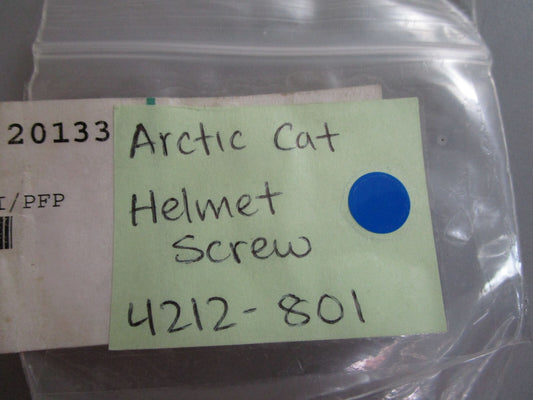 20133
I/PFP
Arctic Cat
Helmet
Screw
4212-801